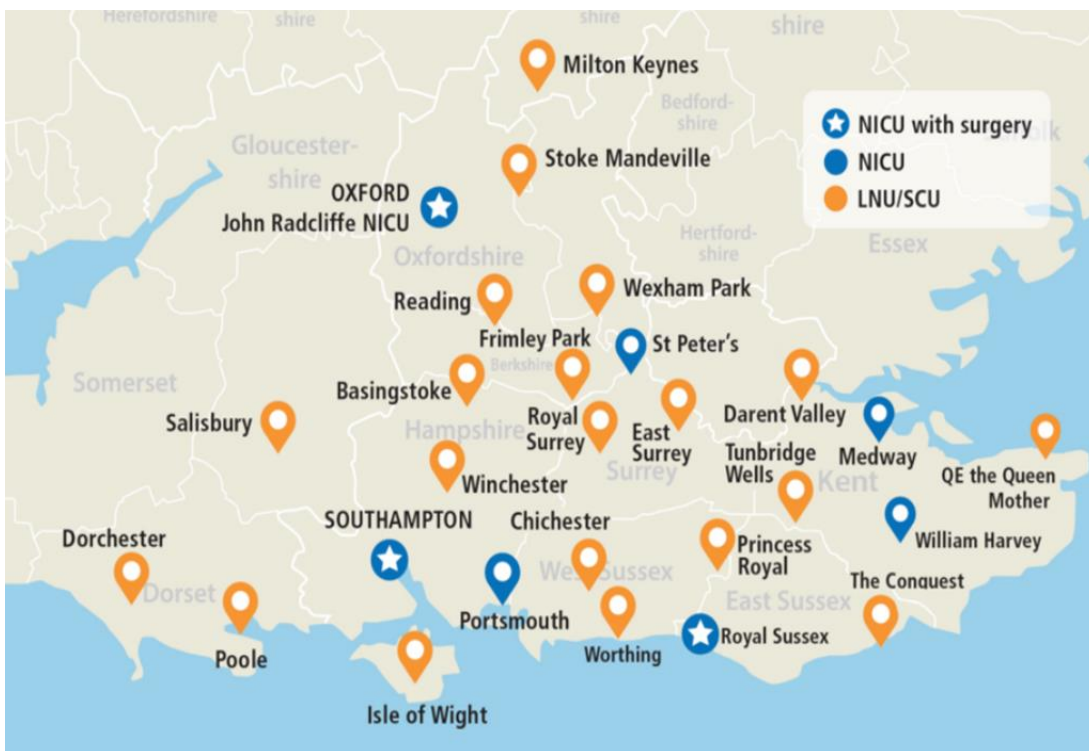 Herefordshire
shire
shire
Milton Keynes
Bedford-
shire
NICU with surgery
NICU
LNU/SCU
Gloucester-
shire
Stoke Mandeville
OXFORD
John Radcliffe NICU
Hertford-
shire
Essex
Oxfordshire
Reading
Wexham Park
Frimley Park
St Peter's
Berkshire
Somerset
Basingstoke
Salisbury
Hampshire
Royal
Surrey
East
Surrey
Surrey
Darent Valley
Tunbridge
Wells
Medway
Kent
QE the Queen
Mother
Winchester
SOUTHAMPTON
Chichester
William Harvey
Dorchester
Dorset
West Sussex
Princess
Royal
The Conquest
East Sussex
Portsmouth
Royal Sussex
Poole
Worthing
Isle of Wight